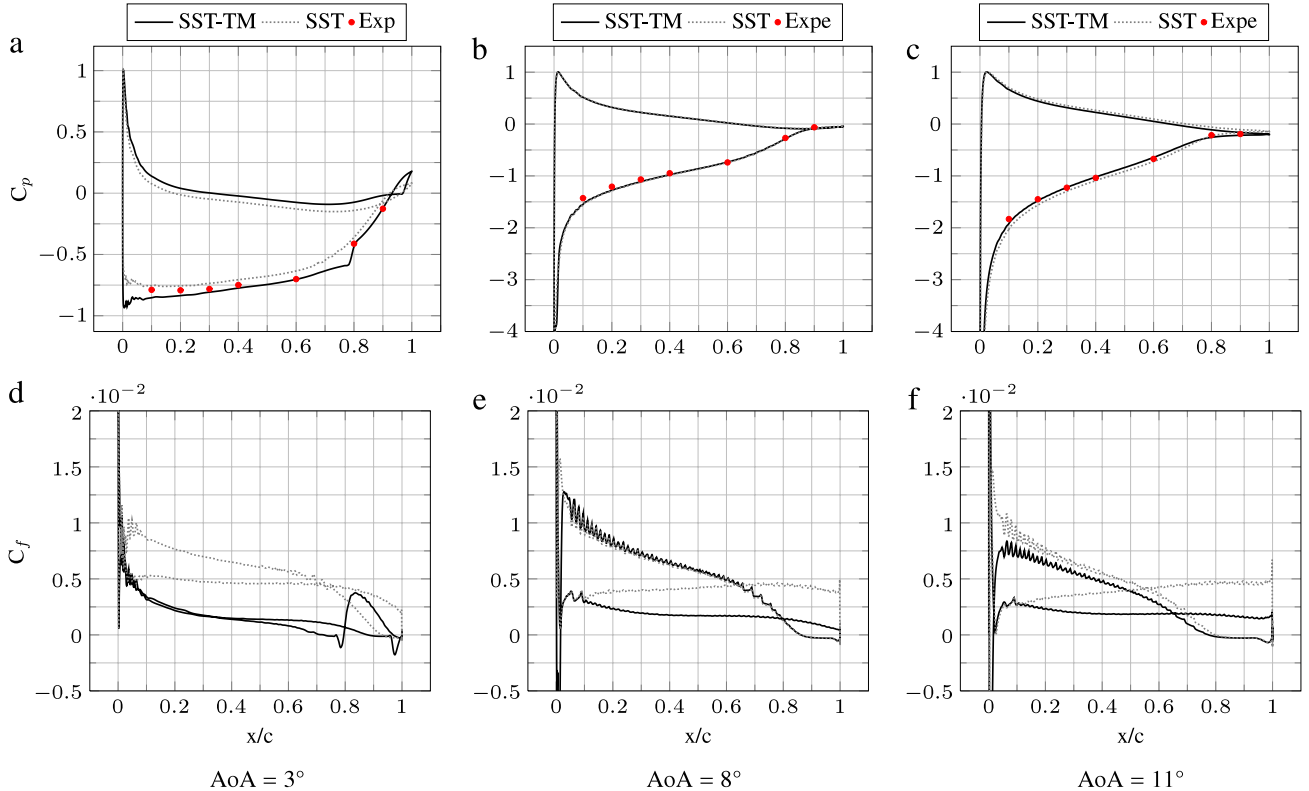 SST-TM SST Exp
SST-TM SST Expe
SST-TM SST Expe
a
b
c
C_p
1
0.5
0
−0.5
−1
0 0.2 0.4 0.6 0.8 1
1
0
−1
−2
−3
−4
0 0.2 0.4 0.6 0.8 1
1
0
−1
−2
−3
−4
0 0.2 0.4 0.6 0.8 1
d
e
f
C_f
·10⁻²
2
1.5
1
0.5
0
−0.5
0 0.2 0.4 0.6 0.8 1
x/c
·10⁻²
2
1.5
1
0.5
0
−0.5
0 0.2 0.4 0.6 0.8 1
x/c
·10⁻²
2
1.5
1
0.5
0
−0.5
0 0.2 0.4 0.6 0.8 1
x/c
AoA = 3°
AoA = 8°
AoA = 11°